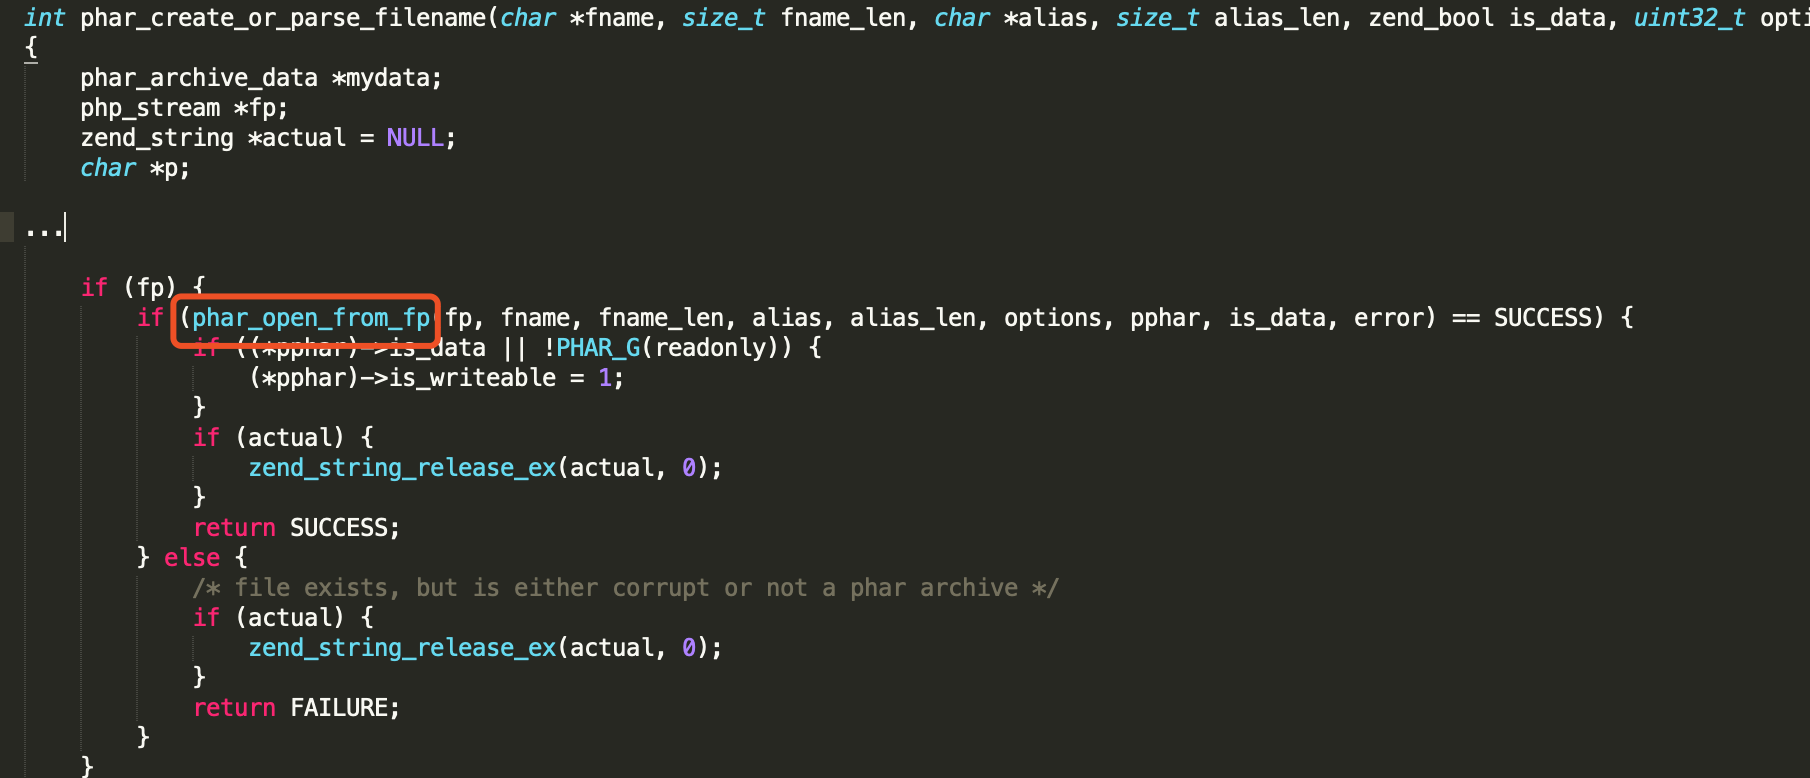 int phar_create_or_parse_filename(char *fname, size_t fname_len, char *alias, size_t alias_len, zend_bool is_data, uint32_t opti
{
phar_archive_data *mydata;
php_stream *fp;
zend_string *actual = NULL;
char *p;
...
if (fp) {
if (phar_open_from_fp(fp, fname, fname_len, alias, alias_len, options, pphar, is_data, error) == SUCCESS) {
if ((*pphar)->is_data || !PHAR_G(readonly)) {
(*pphar)->is_writeable = 1;
}
if (actual) {
zend_string_release_ex(actual, 0);
}
return SUCCESS;
} else {
/* file exists, but is either corrupt or not a phar archive */
if (actual) {
zend_string_release_ex(actual, 0);
}
return FAILURE;
}
}